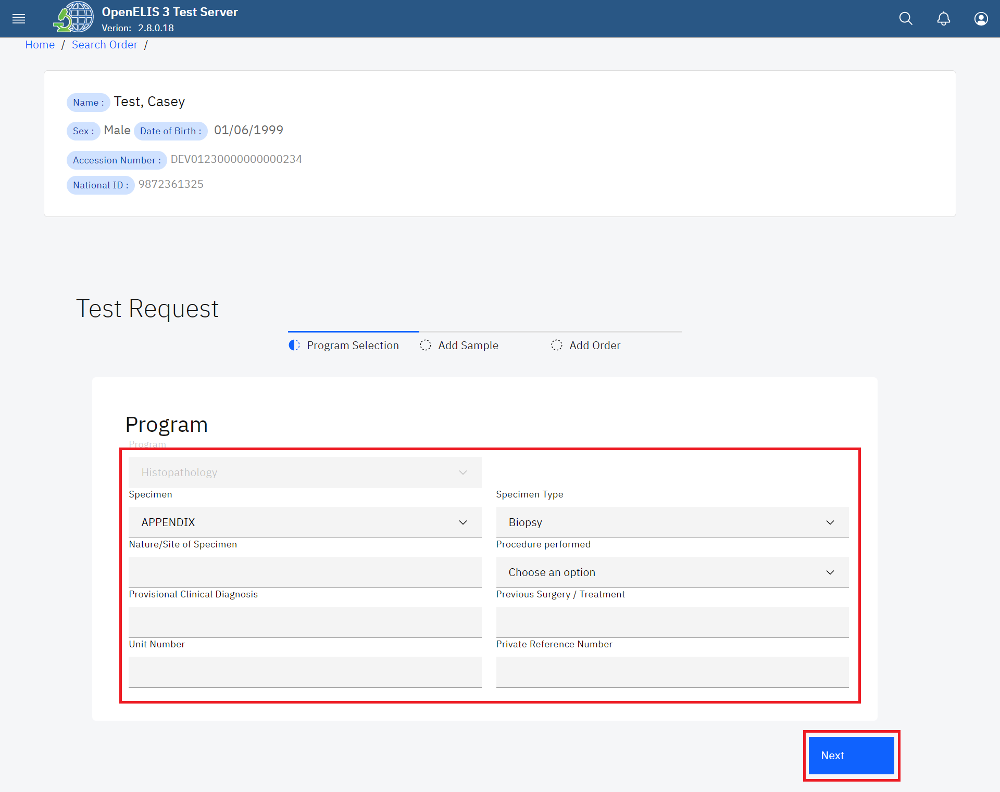 OpenELIS 3 Test Server
Verion: 2.8.0.18
Home / Search Order /
Name : Test, Casey
Sex : Male Date of Birth : 01/06/1999
Accession Number : DEV01230000000000234
National ID : 9872361325
Test Request
Program Selection Add Sample Add Order
Program
Program
Histopathology
Specimen Specimen Type
APPENDIX Biopsy
Nature/Site of Specimen Procedure performed
Choose an option
Provisional Clinical Diagnosis Previous Surgery / Treatment
Unit Number Private Reference Number
Next